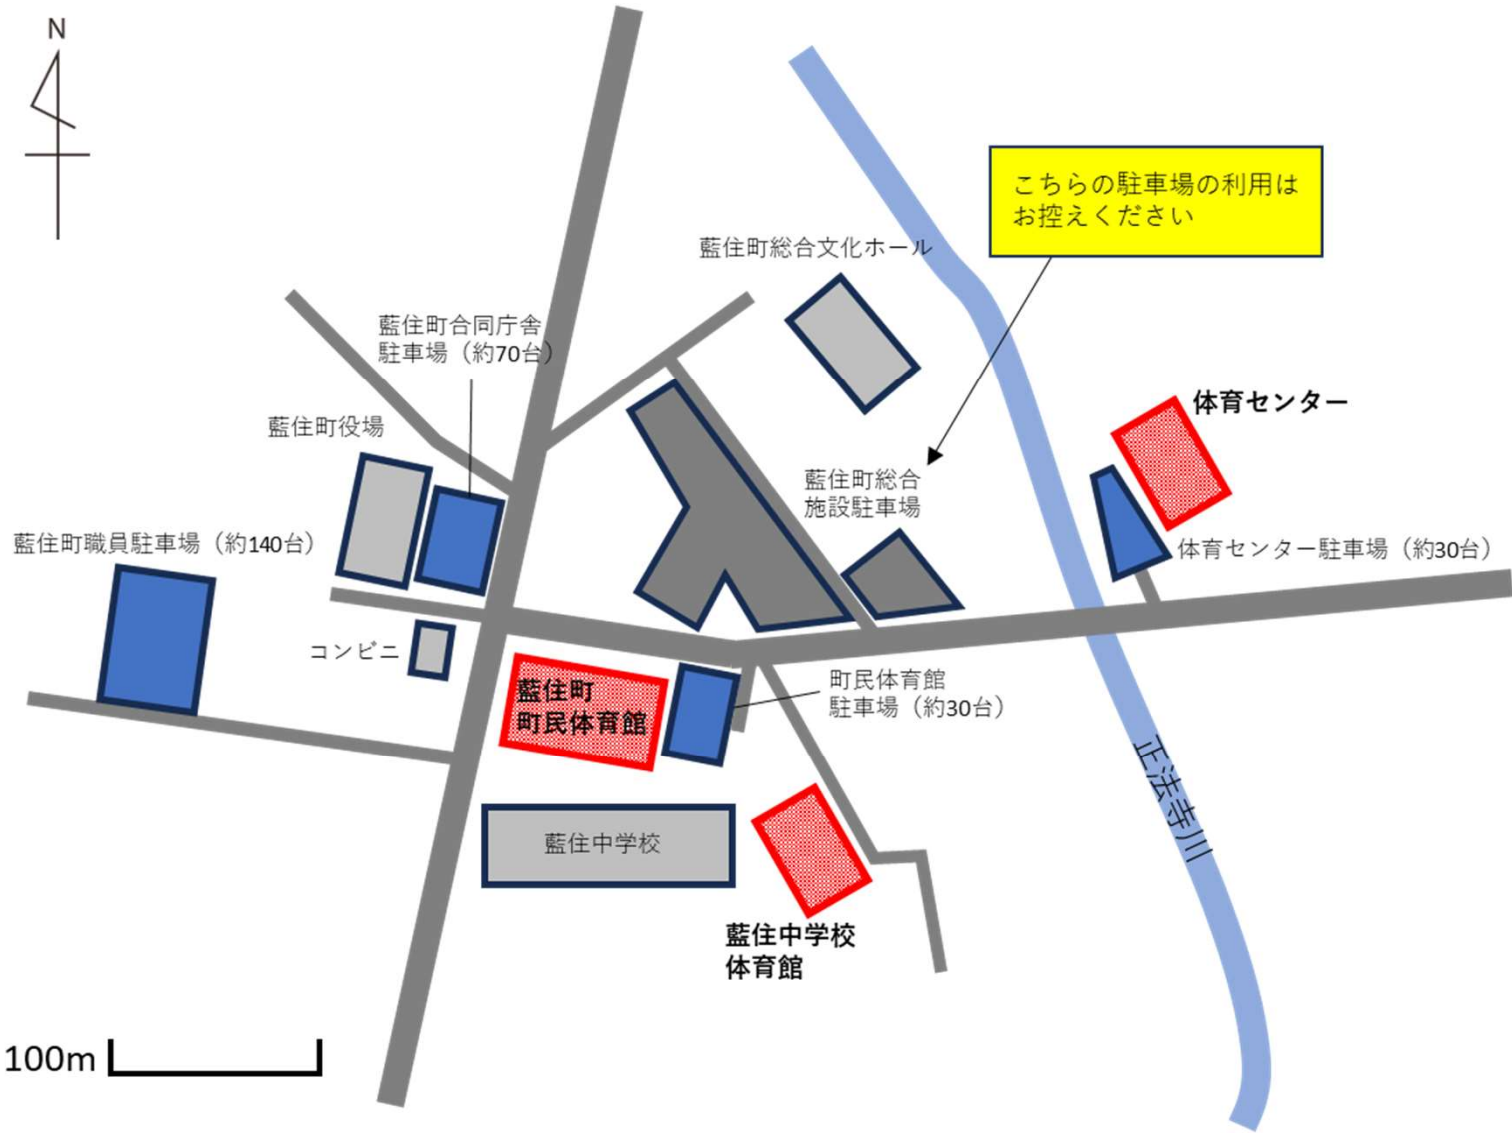 N
こちらの駐車場の利用は
お控えください
藍住町総合文化ホール
藍住町合同庁舎
駐車場（約70台）
体育センター
藍住町役場
藍住町総合
施設駐車場
藍住町職員駐車場（約140台）
体育センター駐車場（約30台）
コンビニ
藍住町
町民体育館
町民体育館
駐車場（約30台）
正法寺川
藍住中学校
藍住中学校
体育館
100m